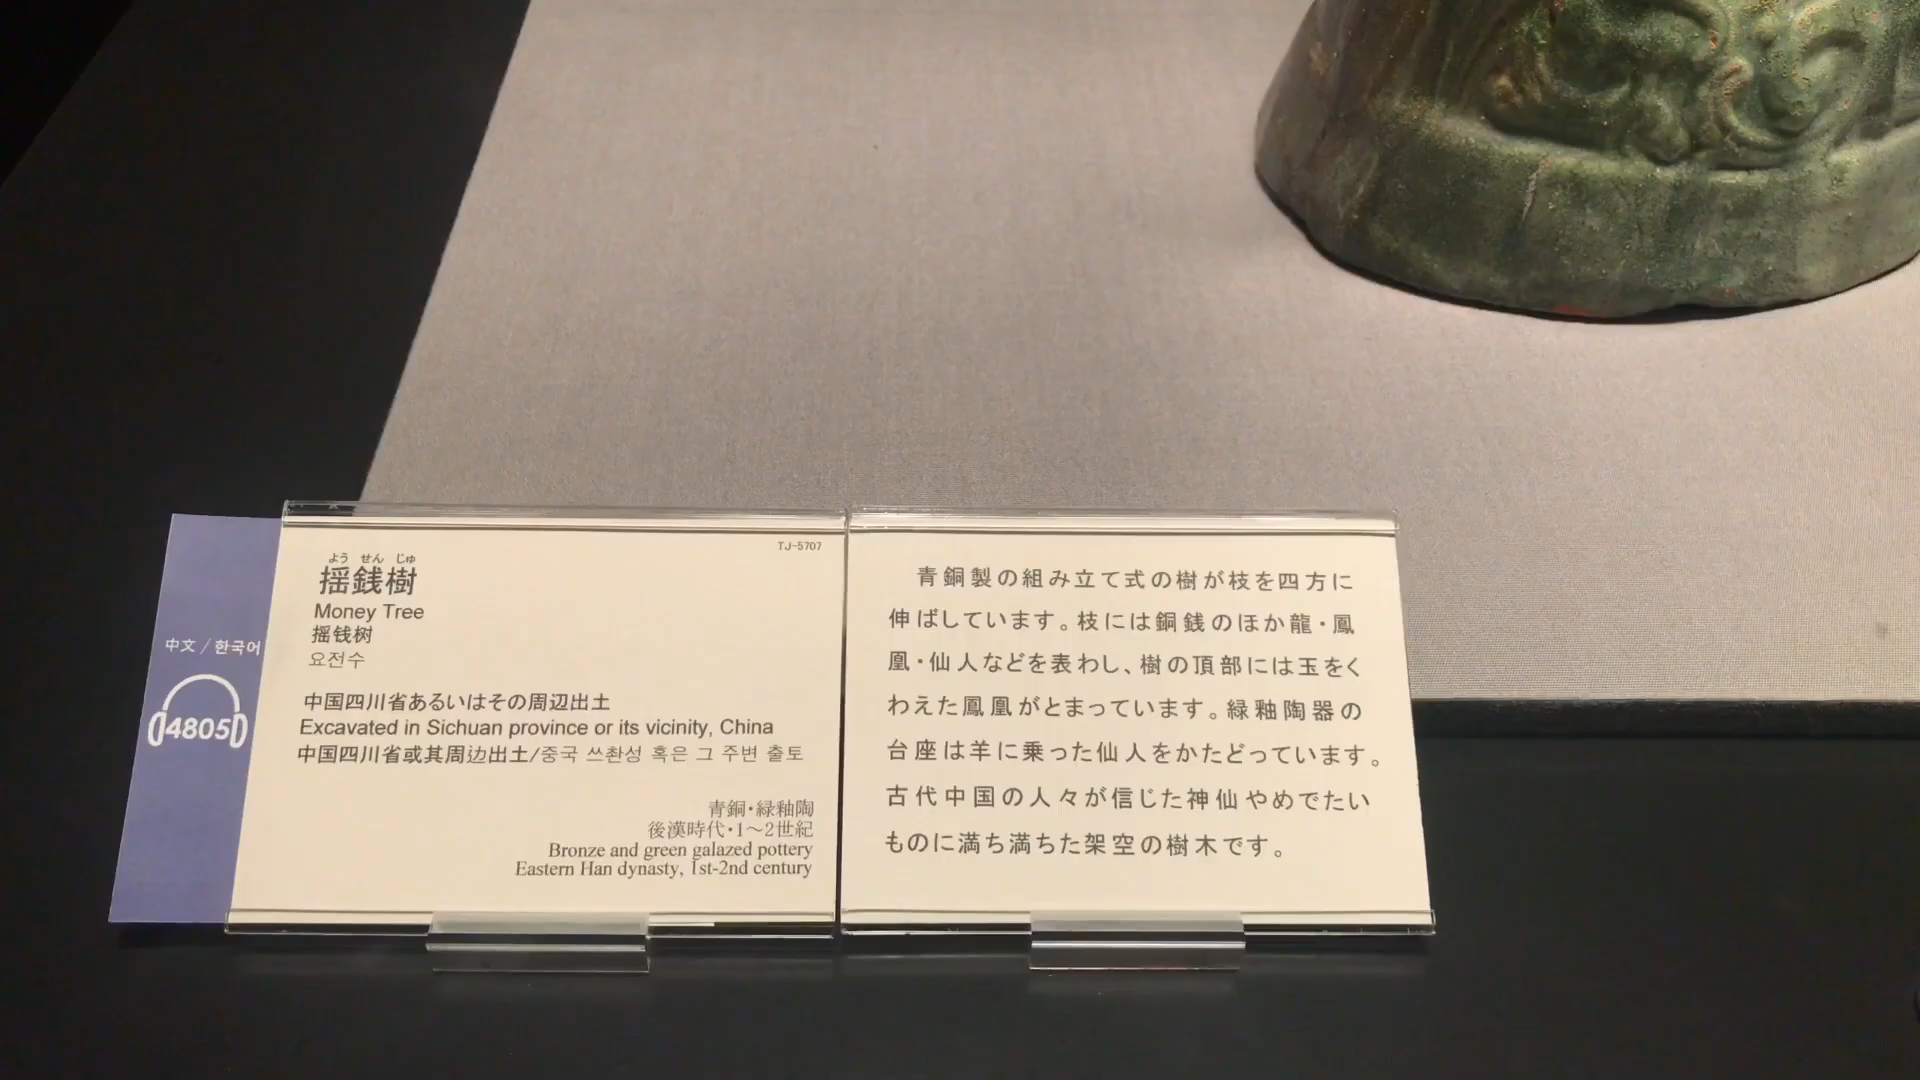 中文/한국어
4805
TJ-5707
よう せん じゅ
揺銭樹
Money Tree
摇钱树
요전수
中国四川省あるいはその周辺出土
Excavated in Sichuan province or its vicinity, China
中国四川省或其周边出土/중국 쓰촨성 혹은 그 주변 출토
青銅・緑釉陶
後漢時代・1～2世紀
Bronze and green galazed pottery
Eastern Han dynasty, 1st-2nd century
青銅製の組み立て式の樹が枝を四方に
伸ばしています。枝には銅銭のほか龍・鳳
凰・仙人などを表わし、樹の頂部には玉をく
わえた鳳凰がとまっています。緑釉陶器の
台座は羊に乗った仙人をかたどっています。
古代中国の人々が信じた神仙やめでたい
ものに満ち満ちた架空の樹木です。